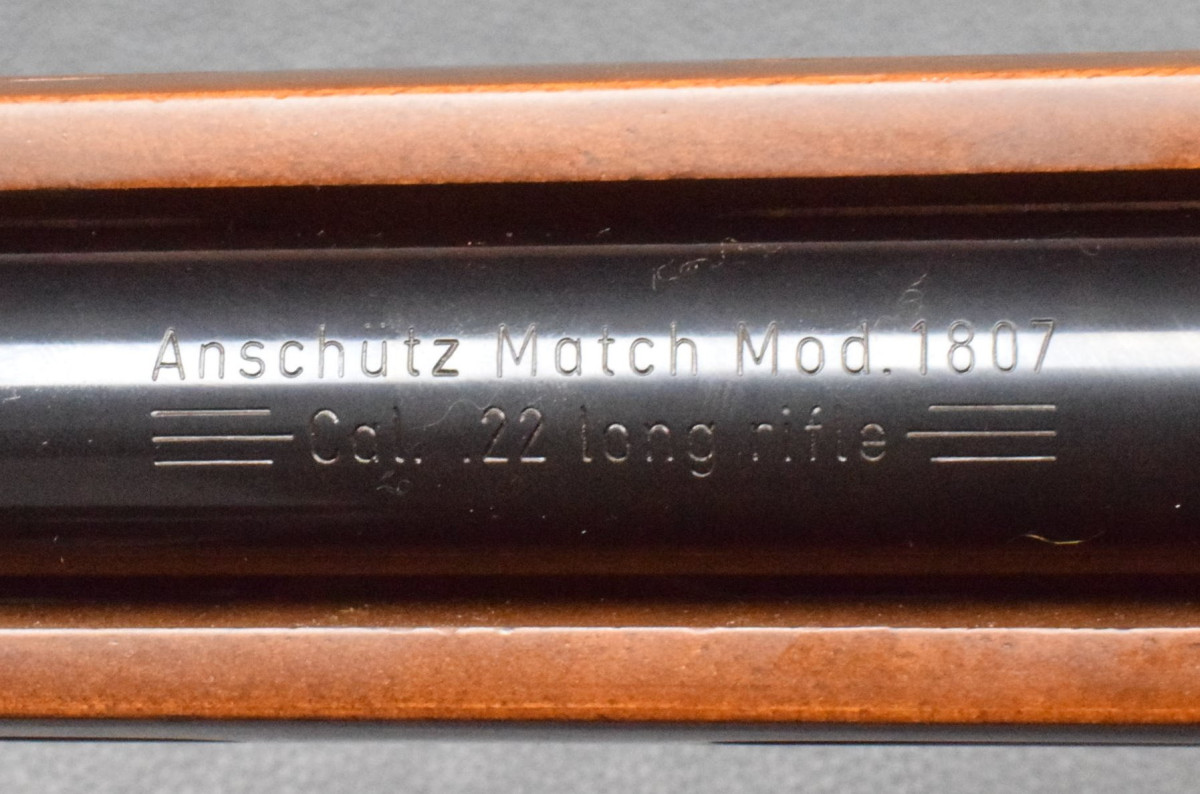 Anschütz Match Mod. 1807
Cal. .22 long rifle